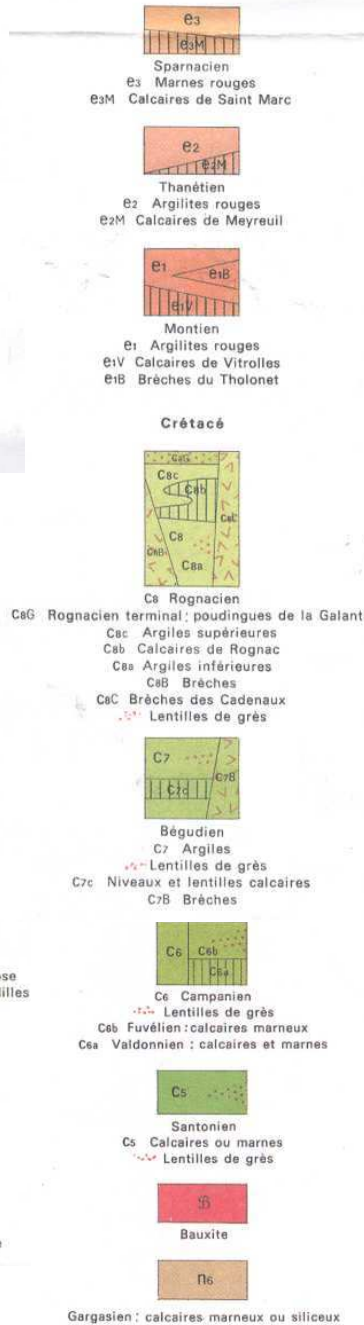 e3
e3M
Sparnacien
e3 Marnes rouges
e3M Calcaires de Saint Marc
e2
e2M
Thanétien
e2 Argilites rouges
e2M Calcaires de Meyreuil
e1
e1B
e1V
Montien
e1 Argilites rouges
e1V Calcaires de Vitrolles
e1B Brèches du Tholonet
Crétacé
C8G
C8c
C8b
C8C
C8
C8B
C8a
C8 Rognacien
C8G Rognacien terminal; poudingues de la Galant
C8c Argiles supérieures
C8b Calcaires de Rognac
C8a Argiles inférieures
C8B Brèches
C8C Brèches des Cadenaux
Lentilles de grès
C7
C7B
C7c
Bégudien
C7 Argiles
Lentilles de grès
C7c Niveaux et lentilles calcaires
C7B Brèches
C6
C6b
C6a
C6 Campanien
Lentilles de grès
C6b Fuvélien : calcaires marneux
C6a Valdonnien : calcaires et marnes
C5
Santonien
C5 Calcaires ou marnes
Lentilles de grès
B
Bauxite
n6
Gargasien : calcaires marneux ou siliceux